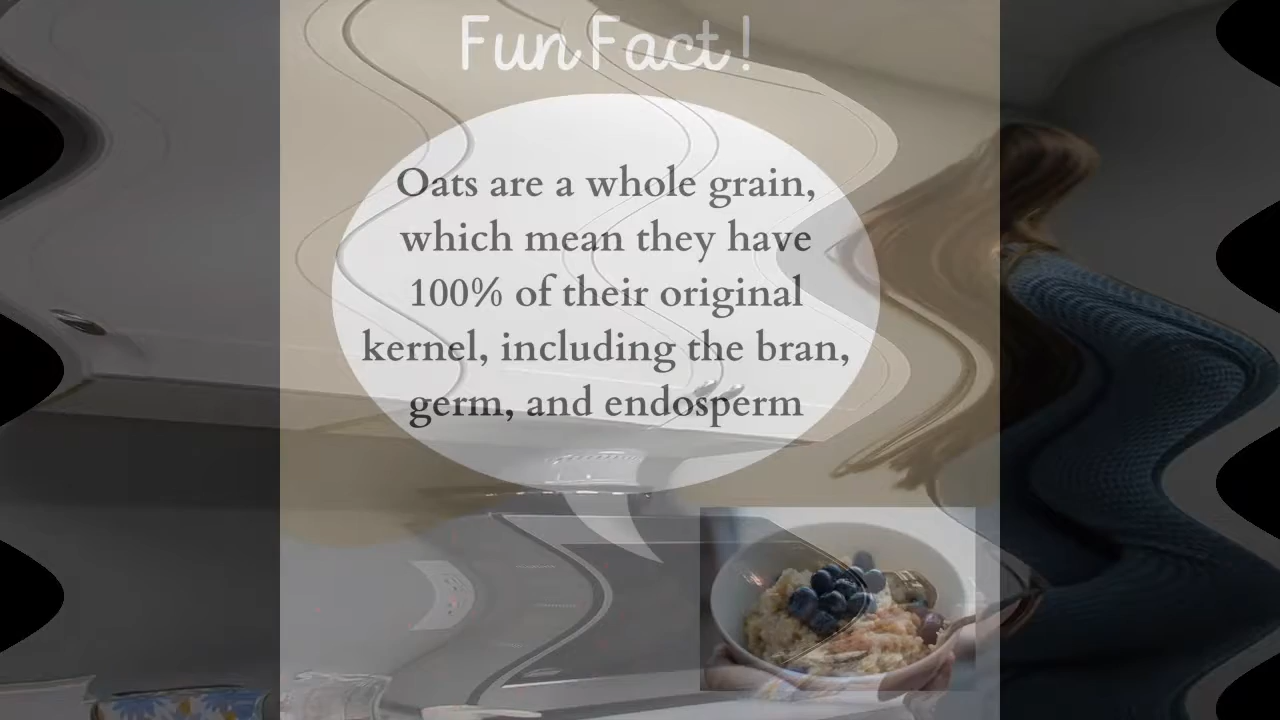 Fun Fact!
Oats are a whole grain,
which mean they have
100% of their original
kernel, including the bran,
germ, and endosperm